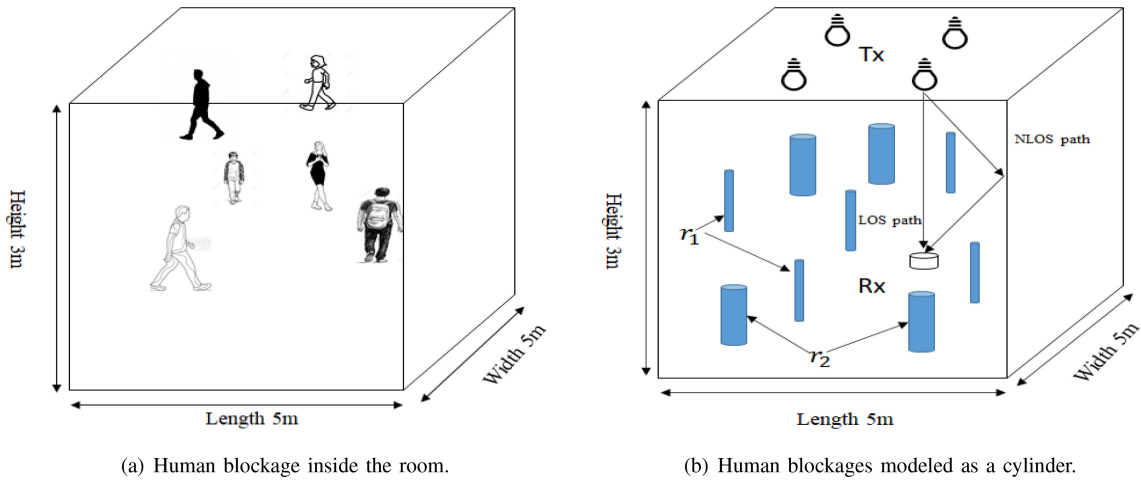 Height 3m
Length 5m
Width 5m
(a) Human blockage inside the room.
Tx
NLOS path
LOS path
r₁
Rx
r₂
Height 3m
Length 5m
Width 5m
(b) Human blockages modeled as a cylinder.